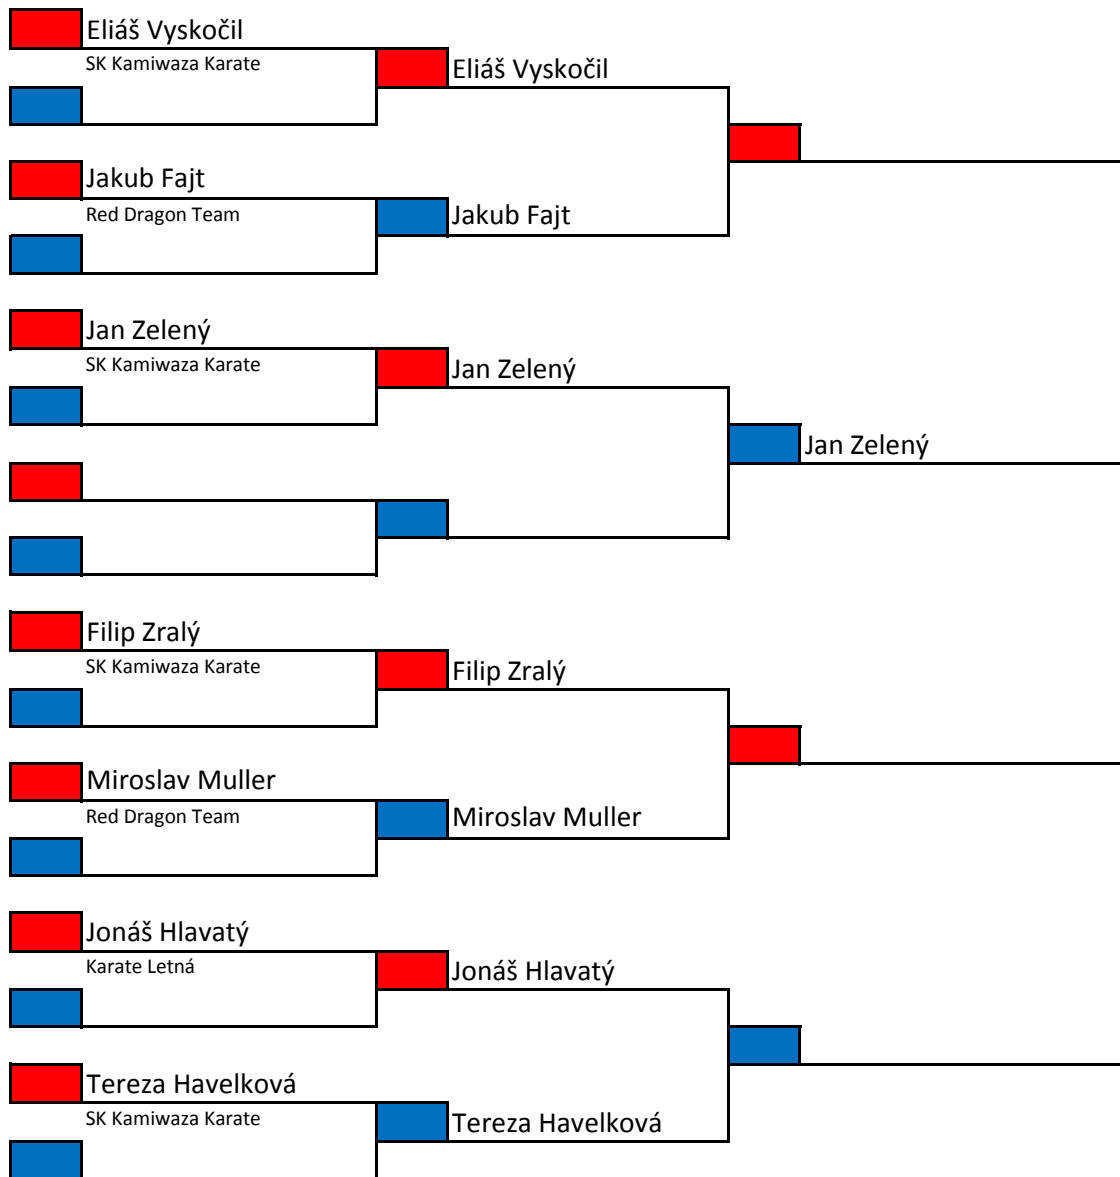 Eliáš Vyskočil
SK Kamiwaza Karate
Eliáš Vyskočil
Jakub Fajt
Red Dragon Team
Jakub Fajt
Jan Zelený
SK Kamiwaza Karate
Jan Zelený
Jan Zelený
Filip Zralý
SK Kamiwaza Karate
Filip Zralý
Miroslav Muller
Red Dragon Team
Miroslav Muller
Jonáš Hlavatý
Karate Letná
Jonáš Hlavatý
Tereza Havelková
SK Kamiwaza Karate
Tereza Havelková